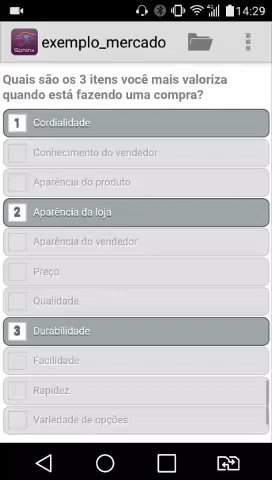 14:29
Sphinx
exemplo_mercado
Quais são os 3 itens você mais valoriza
quando está fazendo uma compra?
1 Cordialidade
Conhecimento do vendedor
Aparência do produto
2 Aparência da loja
Aparência do vendedor
Preço
Qualidade
3 Durabilidade
Facilidade
Rapidez
Variedade de opções